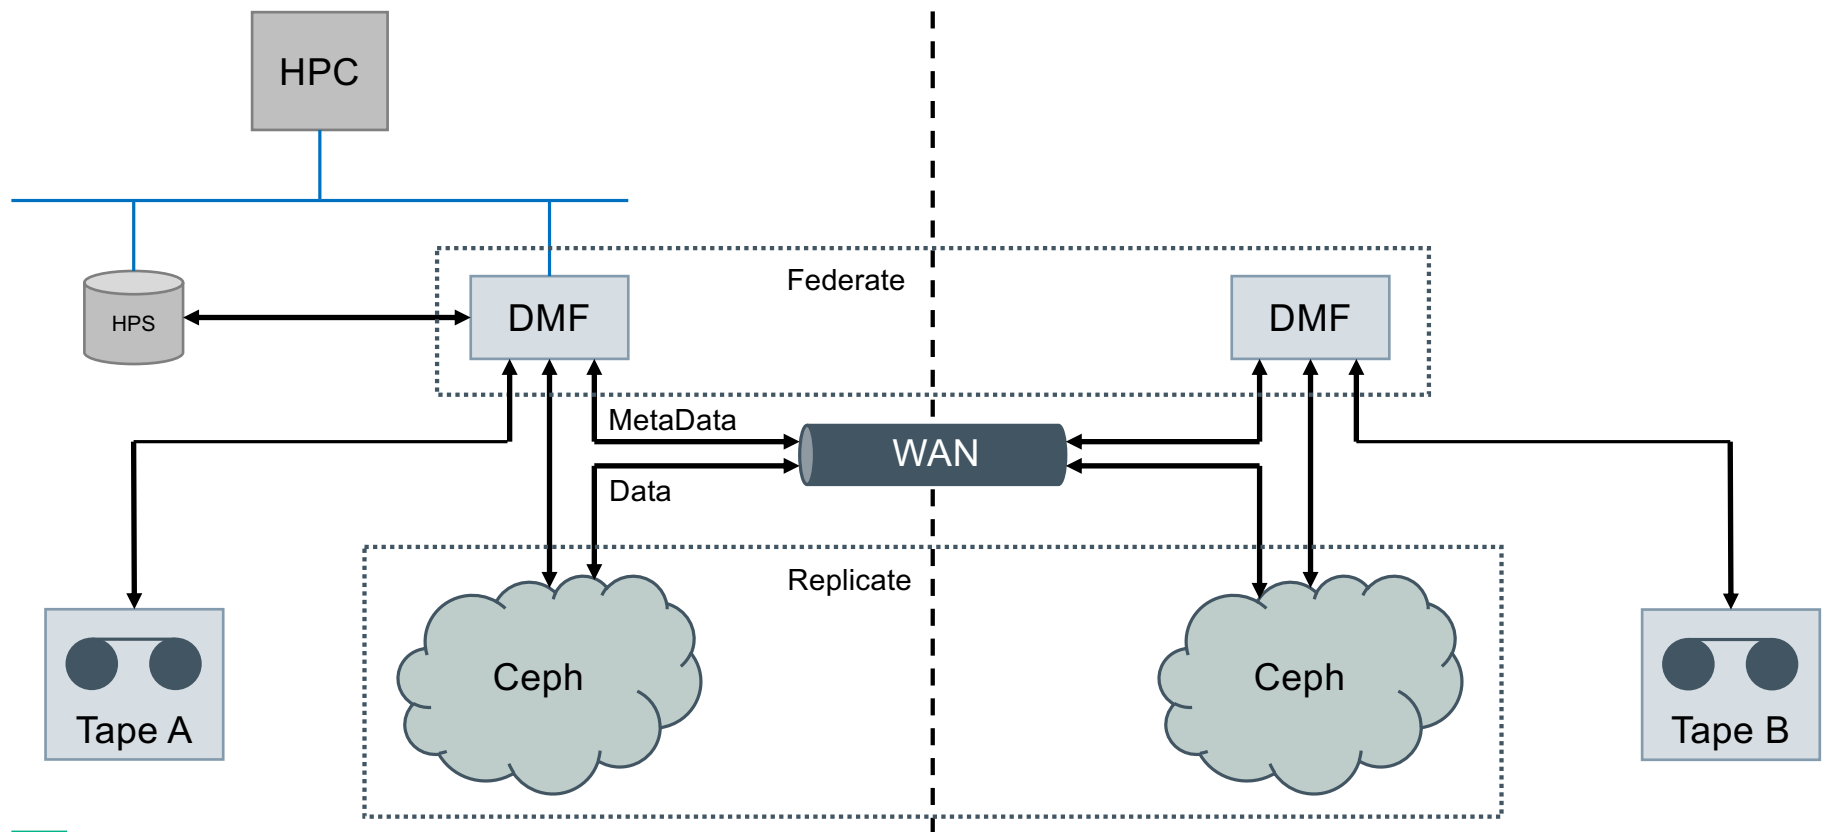 HPC
Federate
HPS
DMF
DMF
MetaData
WAN
Data
Replicate
Ceph
Ceph
Tape A
Tape B